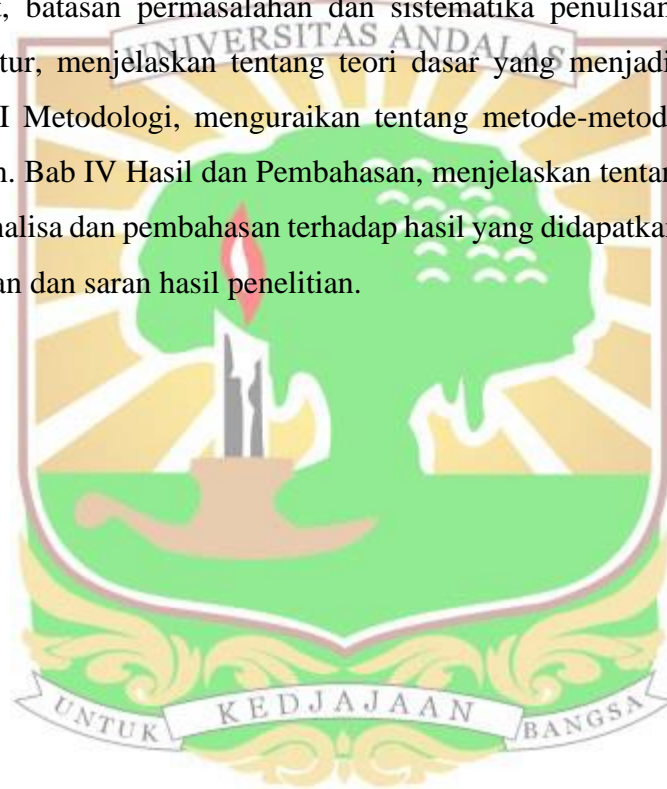 t, batasan permasalahan dan sistematika penulisan
UNIVERSITAS ANDALAS
tur, menjelaskan tentang teori dasar yang menjadi
I Metodologi, menguraikan tentang metode-metod
n. Bab IV Hasil dan Pembahasan, menjelaskan tentan
nalisa dan pembahasan terhadap hasil yang didapatkan
an dan saran hasil penelitian.
UNTUK KEDJAJAAN BANGSA